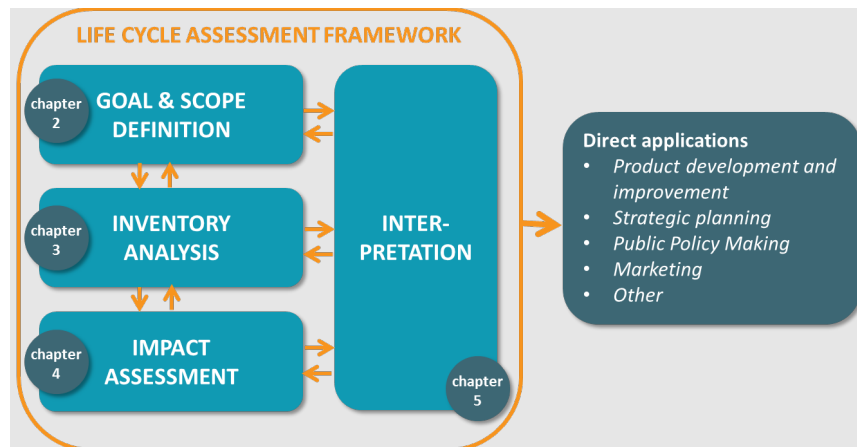 LIFE CYCLE ASSESSMENT FRAMEWORK
chapter
2
GOAL & SCOPE
DEFINITION
chapter
3
INVENTORY
ANALYSIS
chapter
4
IMPACT
ASSESSMENT
INTER-
PRETATION
chapter
5
Direct applications
• Product development and
improvement
• Strategic planning
• Public Policy Making
• Marketing
• Other